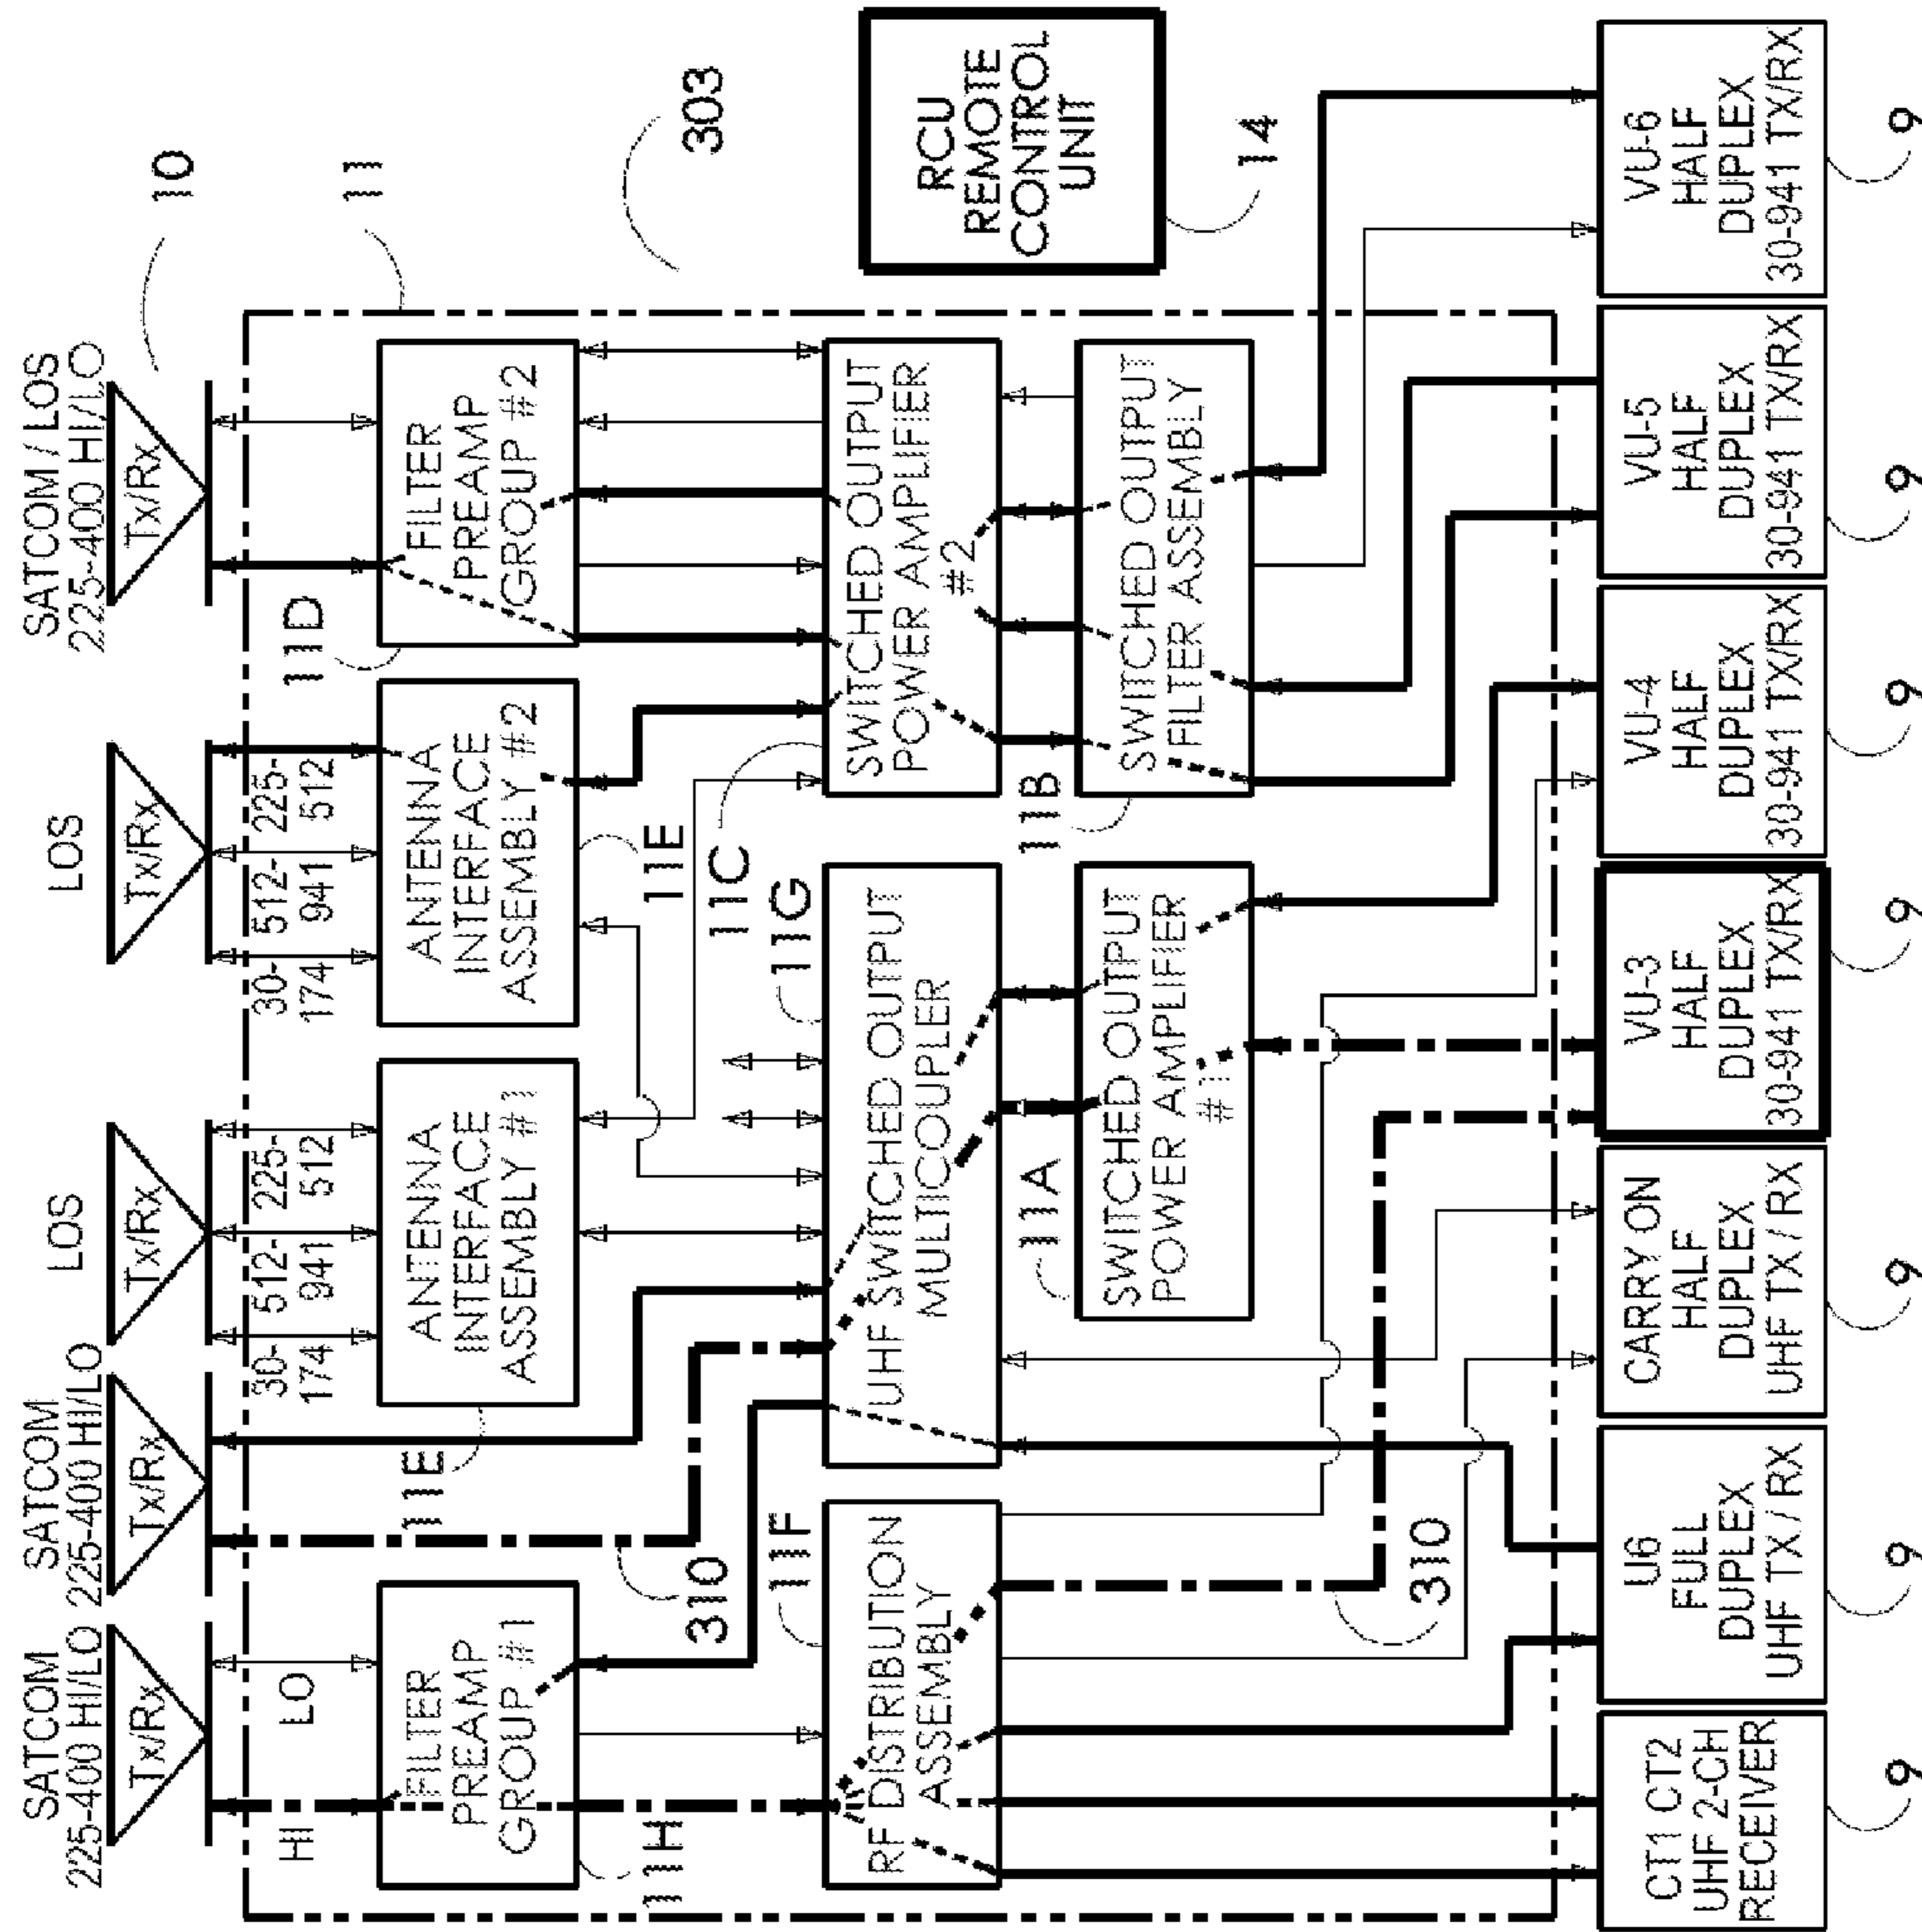 SATCOM
225-400 HI/LO
Tx/Rx
SATCOM
225-400 HI/LO
Tx/Rx
LOS
Tx/Rx
LOS
Tx/Rx
SATCOM / LOS
225-400 HI/LO
Tx/Rx
10
11
HI
LO
30-
174
512-
941
225-
512
30-
174
512-
941
225-
512
FILTER
PREAMP
GROUP #1
11H
310
11E
ANTENNA
INTERFACE
ASSEMBLY #1
ANTENNA
INTERFACE
ASSEMBLY #2
11E
11D
FILTER
PREAMP
GROUP #2
303
11F
11G
11C
RF DISTRIBUTION
ASSEMBLY
UHF SWITCHED OUTPUT
MULTICOUPLER
SWITCHED OUTPUT
POWER AMPLIFIER
#2
RCU
REMOTE
CONTROL
UNIT
14
11A
SWITCHED OUTPUT
POWER AMPLIFIER
#1
11B
SWITCHED OUTPUT
FILTER ASSEMBLY
310
CT1 CT2
UHF 2-CH
RECEIVER
U6
FULL
DUPLEX
UHF TX / RX
CARRY ON
HALF
DUPLEX
UHF TX / RX
VU-3
HALF
DUPLEX
30-941 TX/RX
VU-4
HALF
DUPLEX
30-941 TX/RX
VU-5
HALF
DUPLEX
30-941 TX/RX
VU-6
HALF
DUPLEX
30-941 TX/RX
9
9
9
9
9
9
9